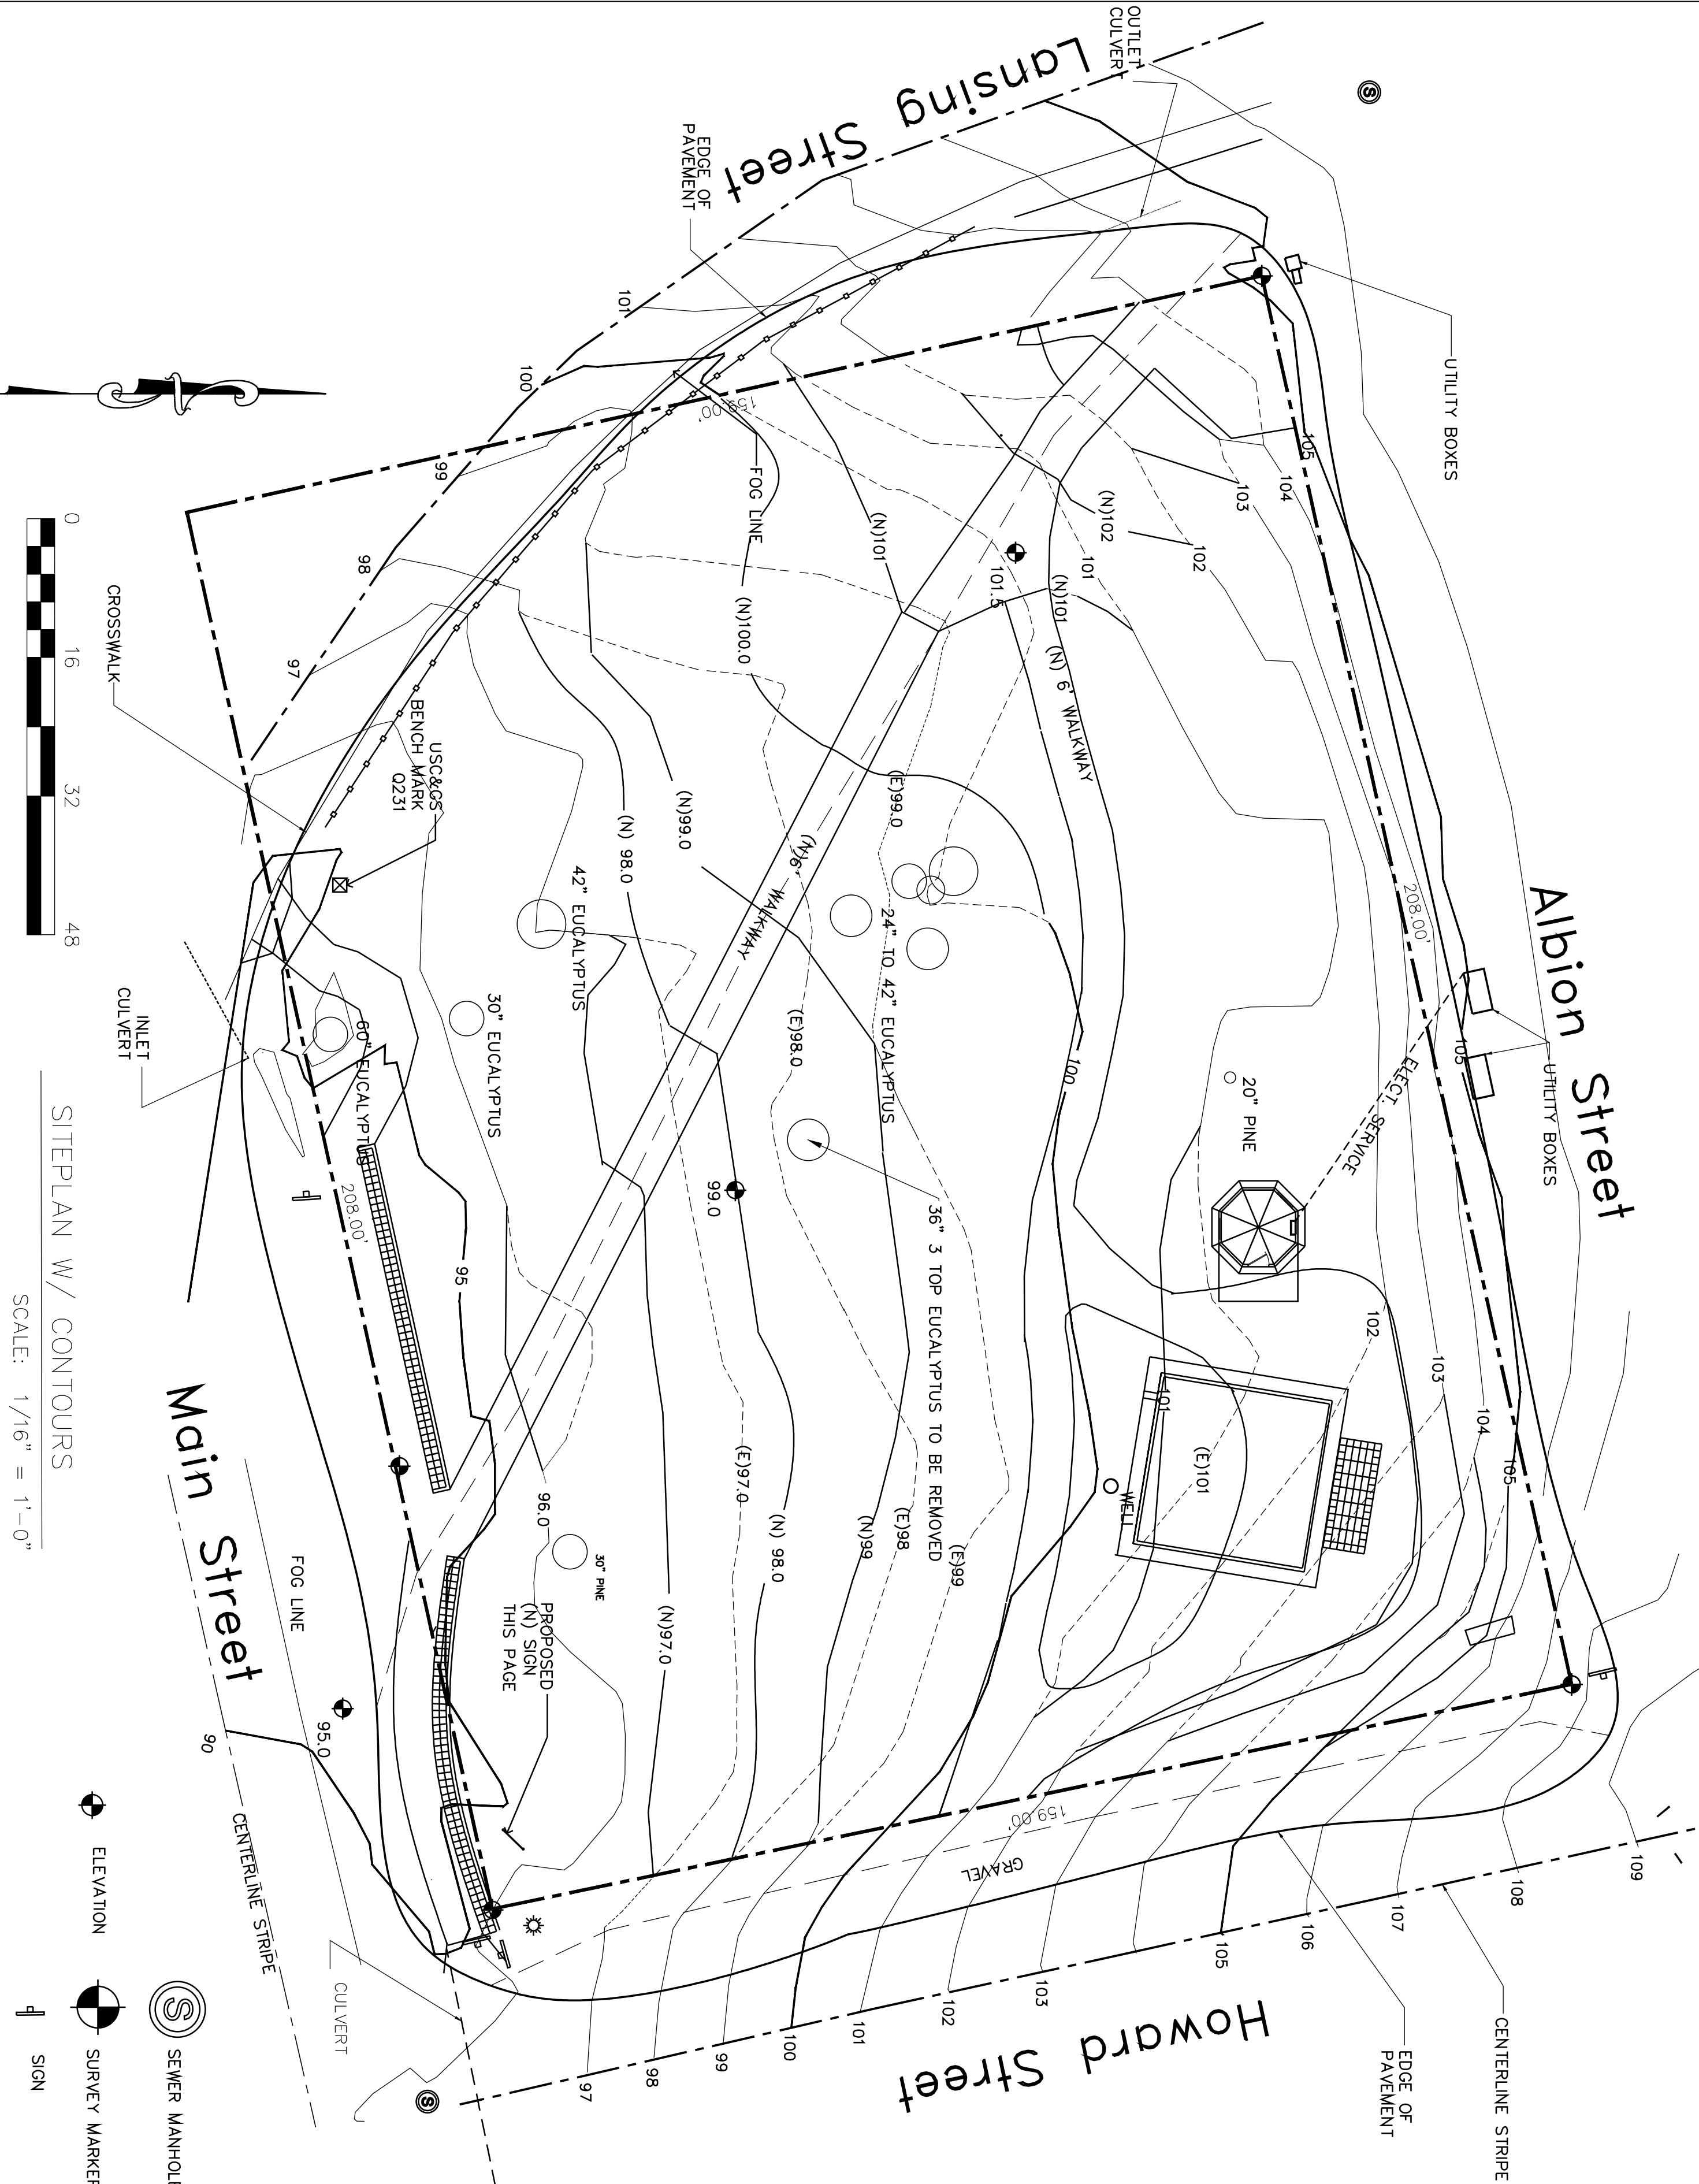 OUTLET
CULVERT
Lansing Street
EDGE OF
PAVEMENT
UTILITY BOXES
105
104
103
102
(N)102
101
(N)101
101.5
(N)101
159.00'
FOG LINE
(N)100.0
101
100
99
98
97
(N) 6' WALKWAY
Albion Street
208.00'
UTILITY BOXES
105
ELECT. SERVICE
20" PINE
(E)99.0
24" TO 42" EUCALYPTUS
100
(N)99.0
(N) 98.0
(N)6' WALKWAY
42" EUCALYPTUS
(E)98.0
USC&GS
BENCH MARK
Q231
30" EUCALYPTUS
60" EUCALYPTUS
99.0
36" 3 TOP EUCALYPTUS TO BE REMOVED
102
103
104
105
101
(E)101
WELL
208.00'
95
96.0
(E)97.0
(N) 98.0
(N)99
(E)98
(E)99
30" PINE
PROPOSED
(N) SIGN
THIS PAGE
(N)97.0
159.00'
GRAVEL
109
108
107
106
105
103
102
101
100
99
98
97
Howard Street
CENTERLINE STRIPE
EDGE OF
PAVEMENT
0
16
32
48
CROSSWALK
INLET
CULVERT
SITEPLAN W/ CONTOURS
SCALE: 1/16" = 1'-0"
Main Street
FOG LINE
95.0
90
CENTERLINE STRIPE
CULVERT
ELEVATION
S
SEWER MANHOLE
SURVEY MARKER
SIGN
S
S